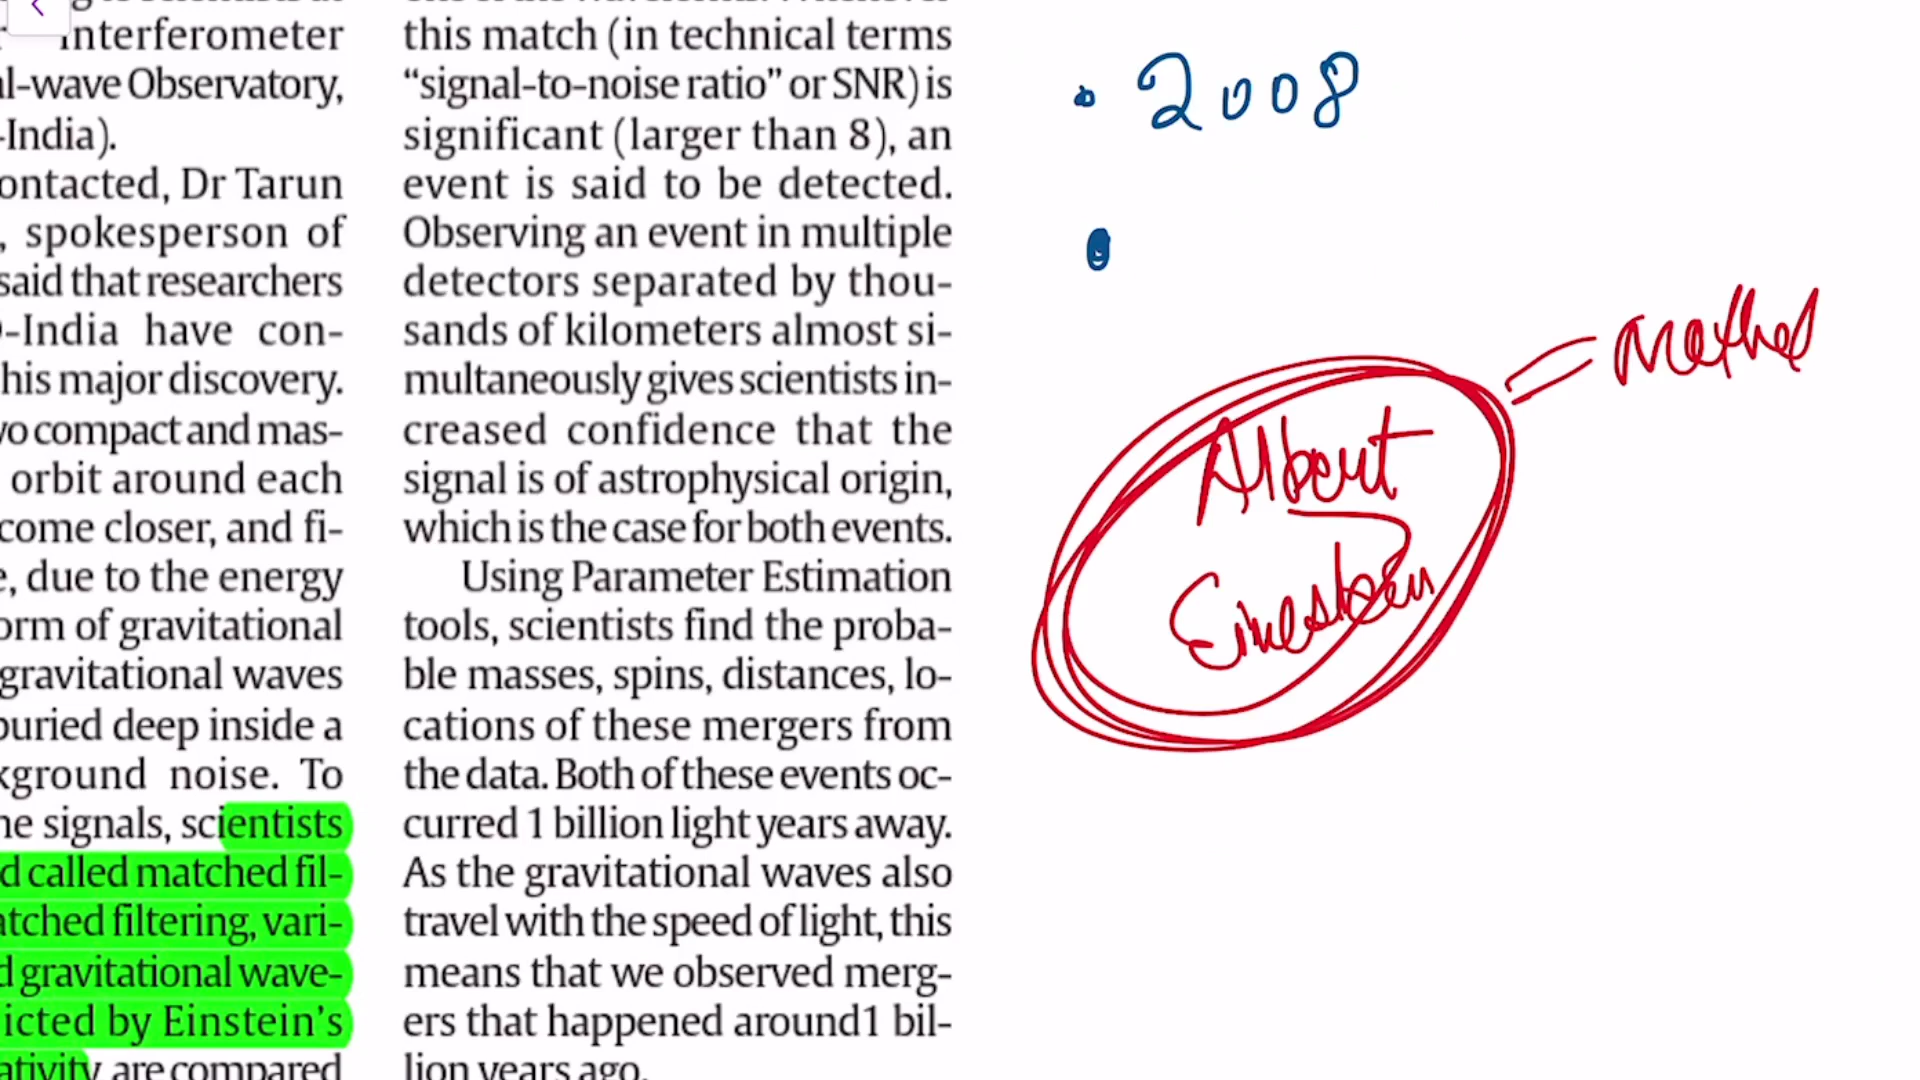 Interferometer
l-wave Observatory,
-India).
ontacted, Dr Tarun
, spokesperson of
said that researchers
-India have con-
his major discovery.
o compact and mas-
orbit around each
come closer, and fi-
e, due to the energy
orm of gravitational
gravitational waves
buried deep inside a
kground noise. To
he signals, scientists
d called matched fil-
atched filtering, vari-
d gravitational wave-
icted by Einstein's
ativity are compared
this match (in technical terms
“signal-to-noise ratio” or SNR) is
significant (larger than 8), an
event is said to be detected.
Observing an event in multiple
detectors separated by thou-
sands of kilometers almost si-
multaneously gives scientists in-
creased confidence that the
signal is of astrophysical origin,
which is the case for both events.
Using Parameter Estimation
tools, scientists find the proba-
ble masses, spins, distances, lo-
cations of these mergers from
the data. Both of these events oc-
curred 1 billion light years away.
As the gravitational waves also
travel with the speed of light, this
means that we observed merg-
ers that happened around1 bil-
lion years ago.
• 2008
•
= Method
Albert
Einestein